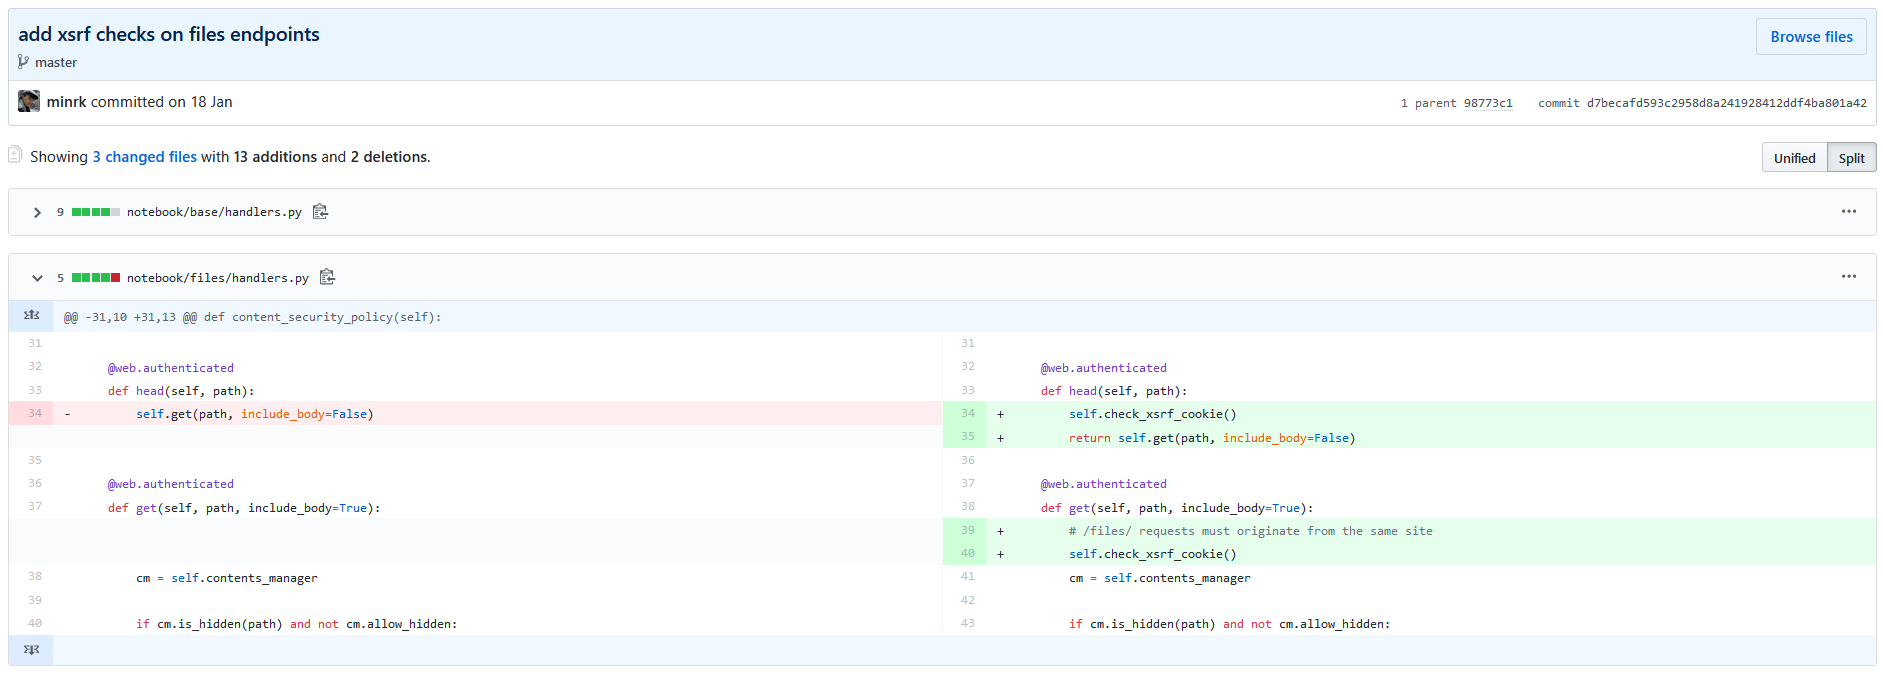 add xsrf checks on files endpoints
Browse files
master
minrk committed on 18 Jan
1 parent 98773c1 commit d7becafd593c2958d8a241928412ddf4ba801a42
Showing 3 changed files with 13 additions and 2 deletions.
Unified Split
9 notebook/base/handlers.py
5 notebook/files/handlers.py
@@ -31,10 +31,13 @@ def content_security_policy(self):
31 31
32 @web.authenticated 32 @web.authenticated
33 def head(self, path): 33 def head(self, path):
34 - self.get(path, include_body=False) 34 + self.check_xsrf_cookie()
35 + return self.get(path, include_body=False)
35 36
36 @web.authenticated 37 @web.authenticated
37 def get(self, path, include_body=True): 38 def get(self, path, include_body=True):
39 + # /files/ requests must originate from the same site
40 + self.check_xsrf_cookie()
38 cm = self.contents_manager 41 cm = self.contents_manager
39 42
40 if cm.is_hidden(path) and not cm.allow_hidden: 43 if cm.is_hidden(path) and not cm.allow_hidden: